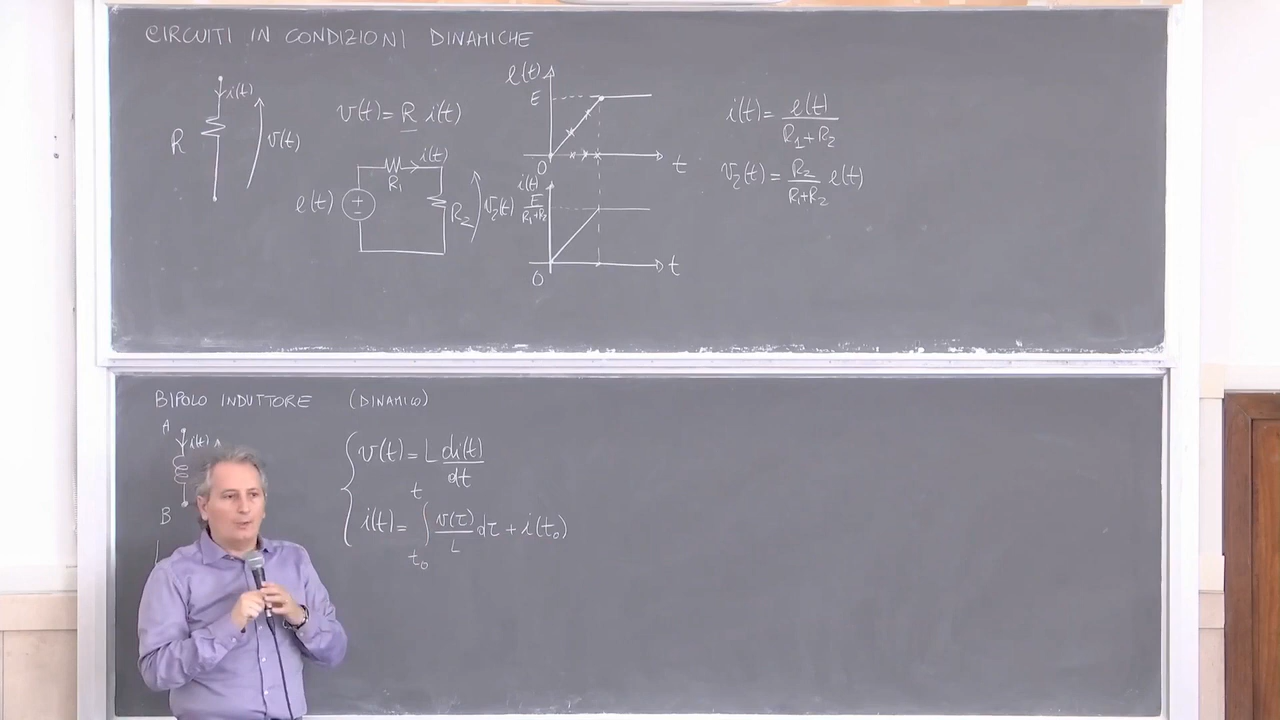 CIRCUITI IN CONDIZIONI DINAMICHE
R
i(t)
v(t)
v(t) = R i(t)
e(t)
+
−
R₁
i(t)
R₂
v₂(t)
e(t)
E
0
t
i(t)
E/(R₁+R₂)
0
t
i(t) = e(t)/(R₁+R₂)
v₂(t) = R₂/(R₁+R₂) e(t)
BIPOLO INDUTTORE (DINAMICO)
A
i(t)
B
v(t) = L di(t)/dt
i(t) = ∫ₜ₀ᵗ v(τ)/L dτ + i(t₀)